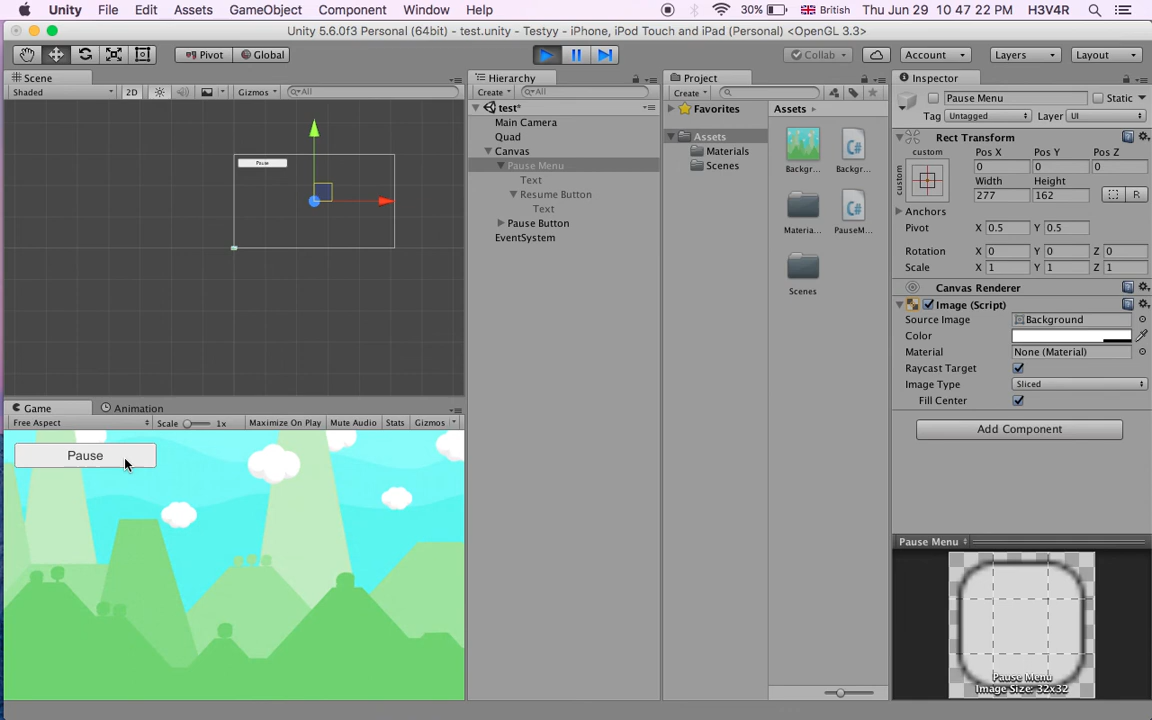 Unity File Edit Assets GameObject Component Window Help 30% British Thu Jun 29 10:47:22 PM H3V4R
Unity 5.6.0f3 Personal (64bit) - test.unity - Testyy - iPhone, iPod Touch and iPad (Personal) <OpenGL 3.3>
Pivot Global Collab Account Layers Layout
Scene
Shaded 2D Gizmos All
Pause
Game Animation
Free Aspect Scale 1x Maximize On Play Mute Audio Stats Gizmos
Pause
Hierarchy
Create All
test*
Main Camera
Quad
Canvas
Pause Menu
Text
Resume Button
Text
Pause Button
EventSystem
Project
Create
Favorites
Assets
Materials
Scenes
Assets
Backgr... Backgr...
Materia... PauseM...
Scenes
Inspector
Pause Menu Static
Tag Untagged Layer UI
Rect Transform
custom Pos X Pos Y Pos Z
custom 0 0 0
Width Height
277 162 R
Anchors
Pivot X 0.5 Y 0.5
Rotation X 0 Y 0 Z 0
Scale X 1 Y 1 Z 1
Canvas Renderer
Image (Script)
Source Image Background
Color
Material None (Material)
Raycast Target
Image Type Sliced
Fill Center
Add Component
Pause Menu
Pause Menu
Image Size: 32x32